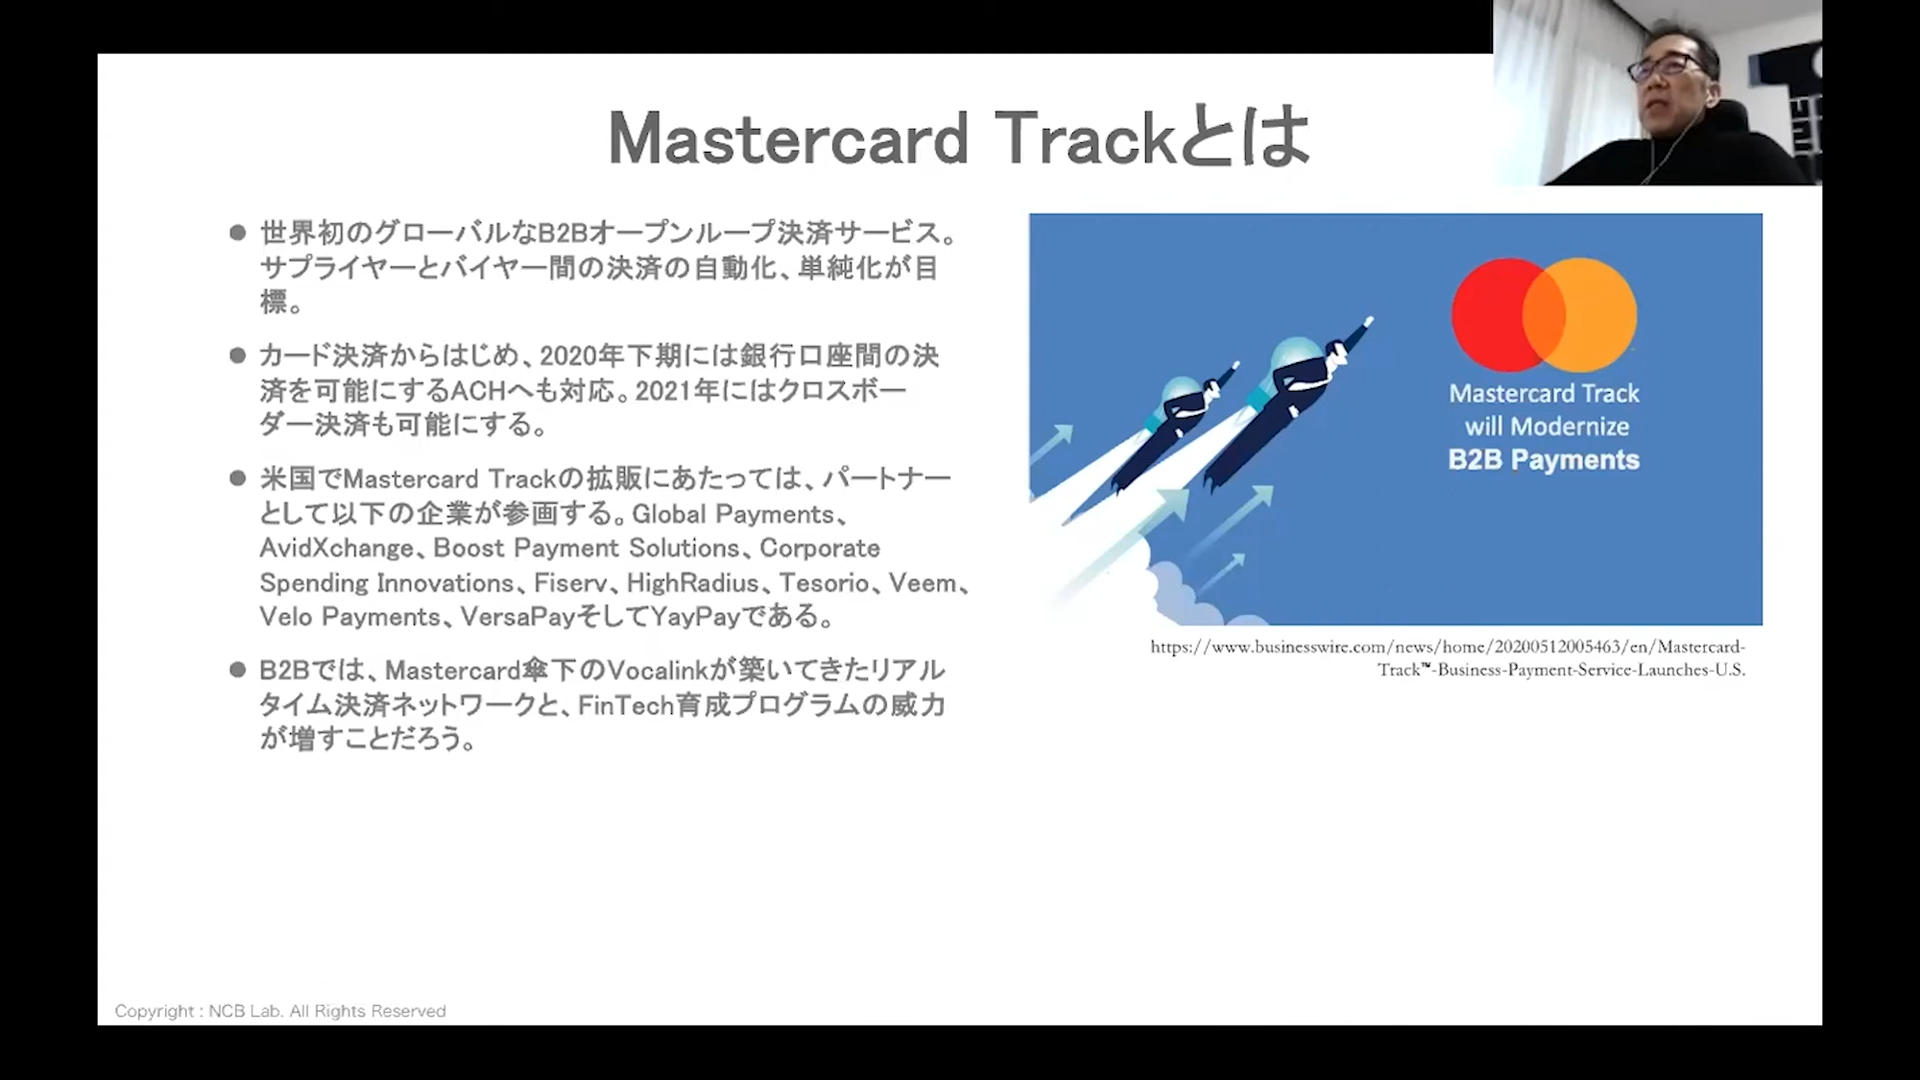 Mastercard Trackとは
● 世界初のグローバルなB2Bオープンループ決済サービス。
サプライヤーとバイヤー間の決済の自動化、単純化が目
標。
● カード決済からはじめ、2020年下期には銀行口座間の決
済を可能にするACHへも対応。2021年にはクロスボー
ダー決済も可能にする。
● 米国でMastercard Trackの拡販にあたっては、パートナー
として以下の企業が参画する。Global Payments、
AvidXchange、Boost Payment Solutions、Corporate
Spending Innovations、Fiserv、HighRadius、Tesorio、Veem、
Velo Payments、VersaPayそしてYayPayである。
● B2Bでは、Mastercard傘下のVocalinkが築いてきたリアル
タイム決済ネットワークと、FinTech育成プログラムの威力
が増すことだろう。
Mastercard Track
will Modernize
B2B Payments
https://www.businesswire.com/news/home/20200512005463/en/Mastercard-
Track™-Business-Payment-Service-Launches-U.S.
Copyright : NCB Lab. All Rights Reserved